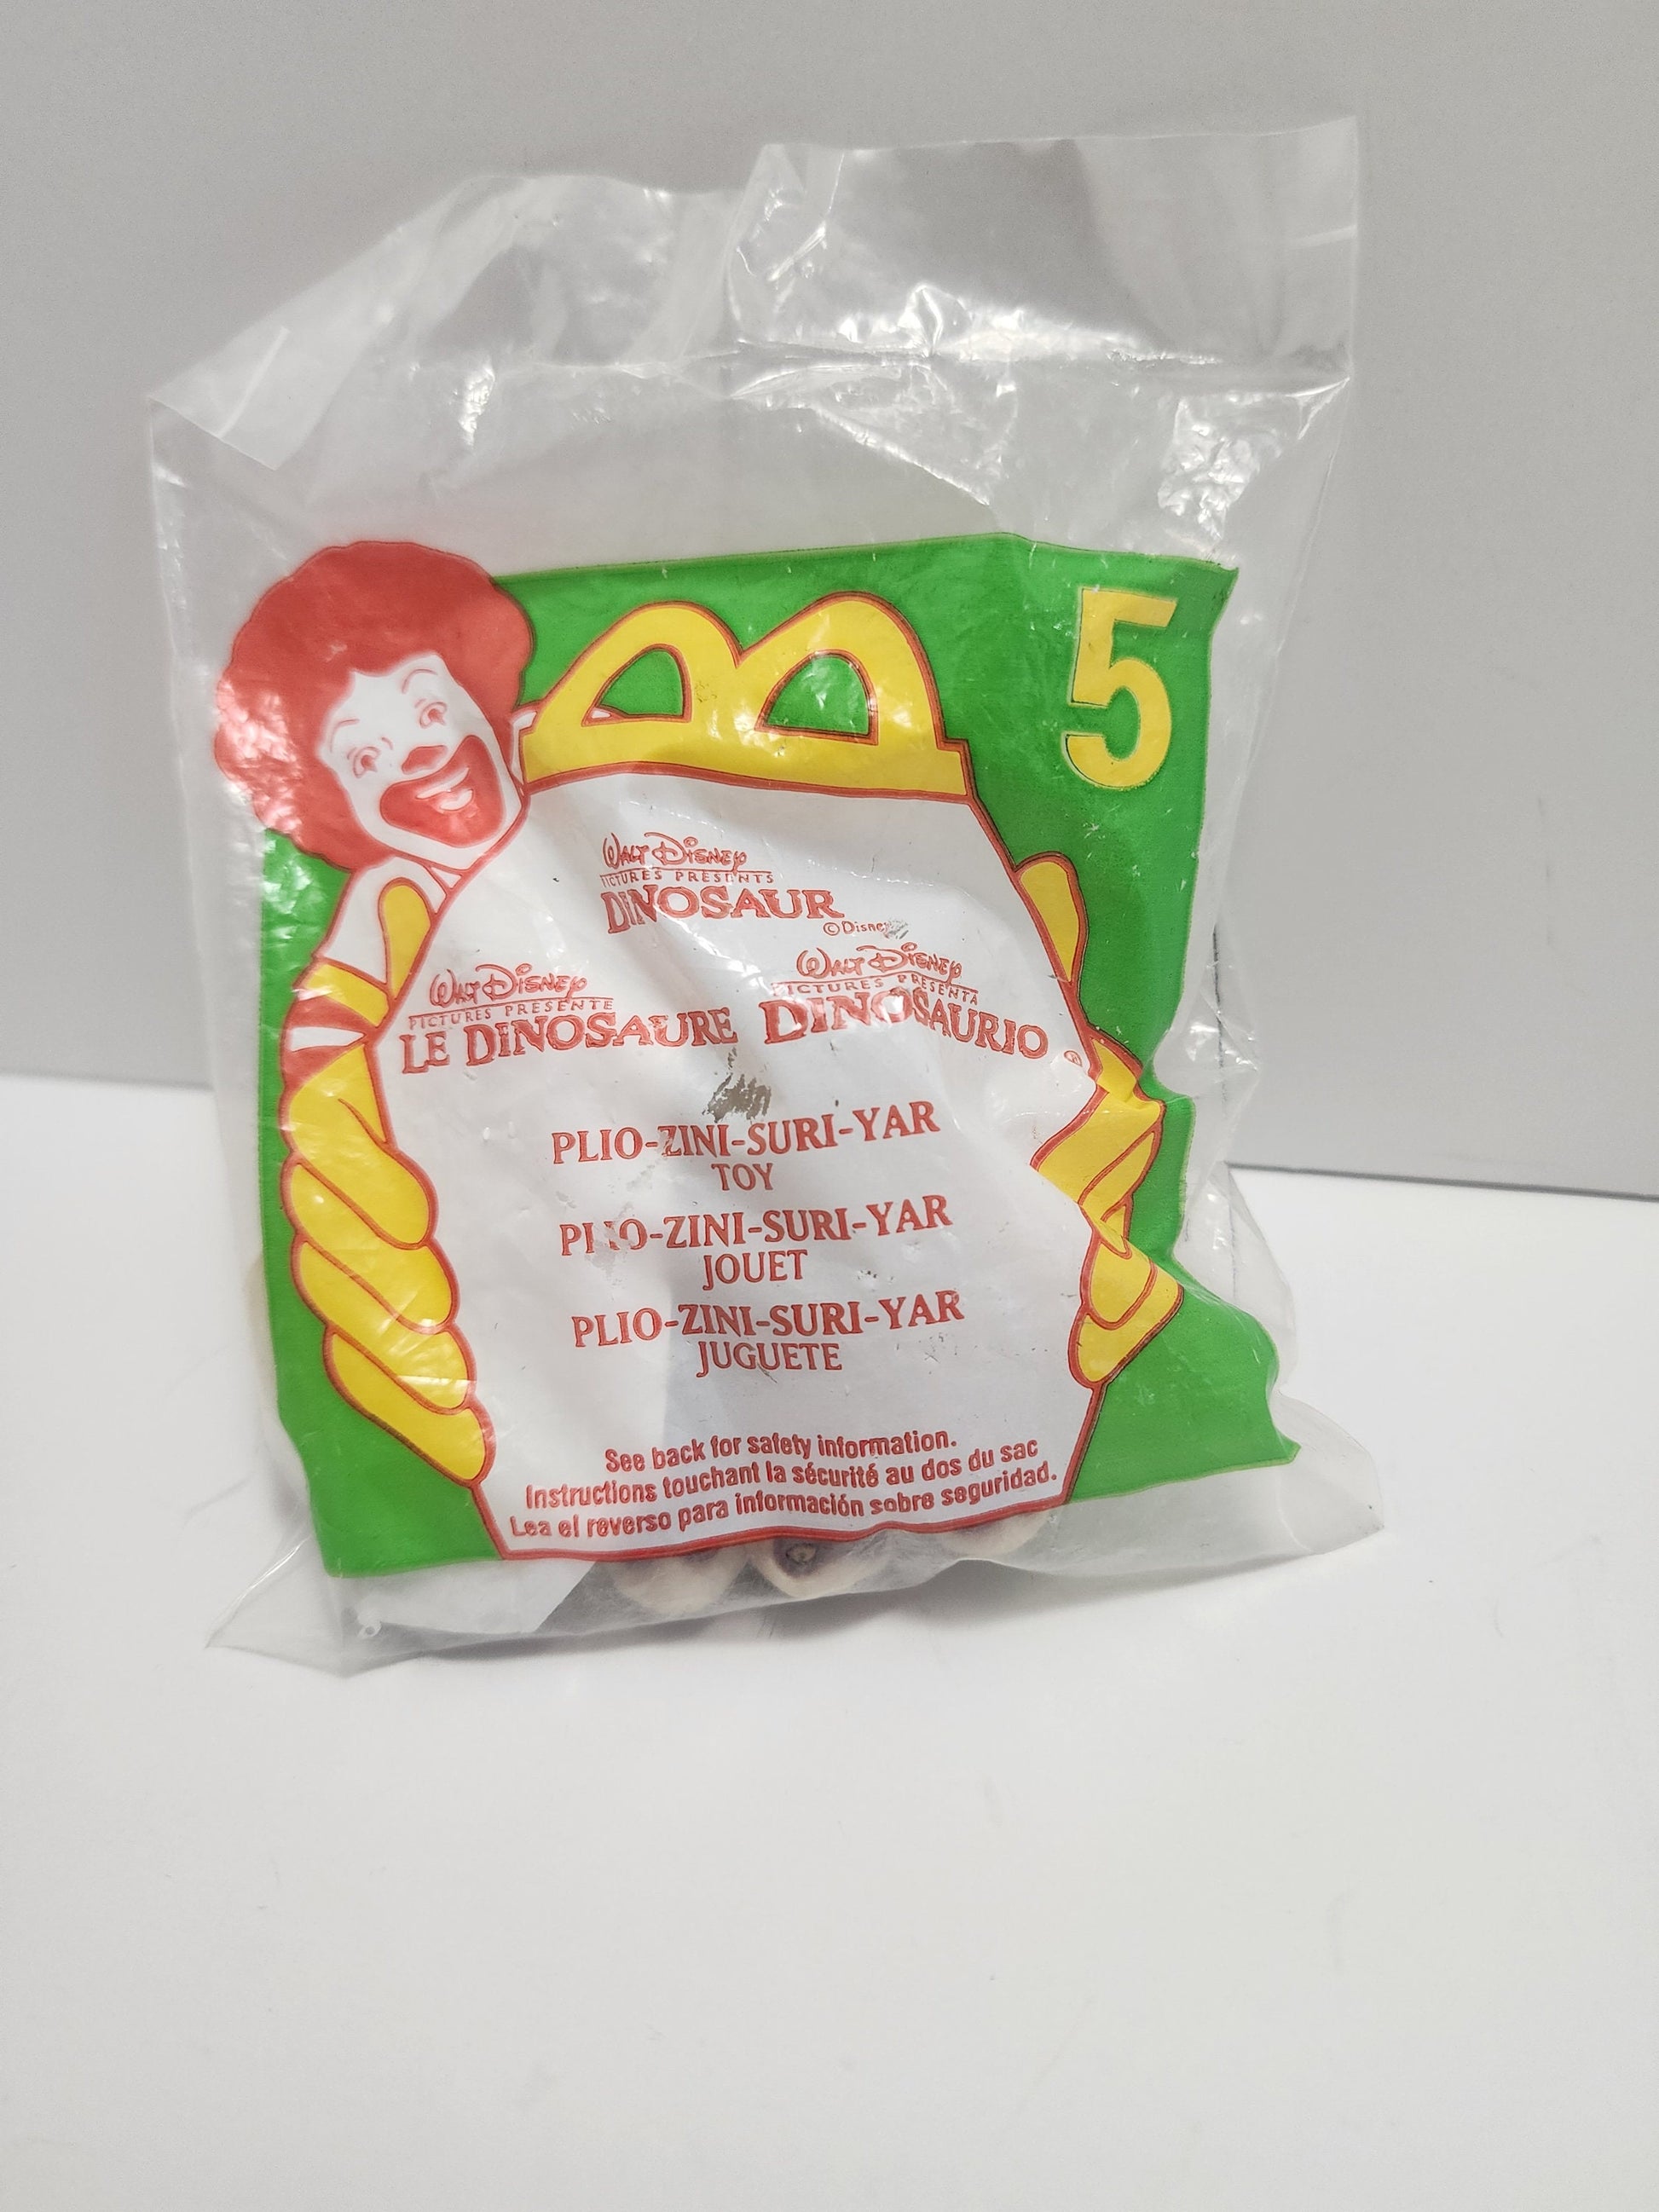 5
WALT DISNEY
PICTURES PRESENTS
DINOSAUR
©Disney
WALT DISNEY
PICTURES PRESENTE
LE DINOSAURE
WALT DISNEY
PICTURES PRESENTA
DINOSAURIO
®
PLIO-ZINI-SURI-YAR
TOY
PLIO-ZINI-SURI-YAR
JOUET
PLIO-ZINI-SURI-YAR
JUGUETE
See back for safety information.
Instructions touchant la sécurité au dos du sac
Lea el reverso para información sobre seguridad.